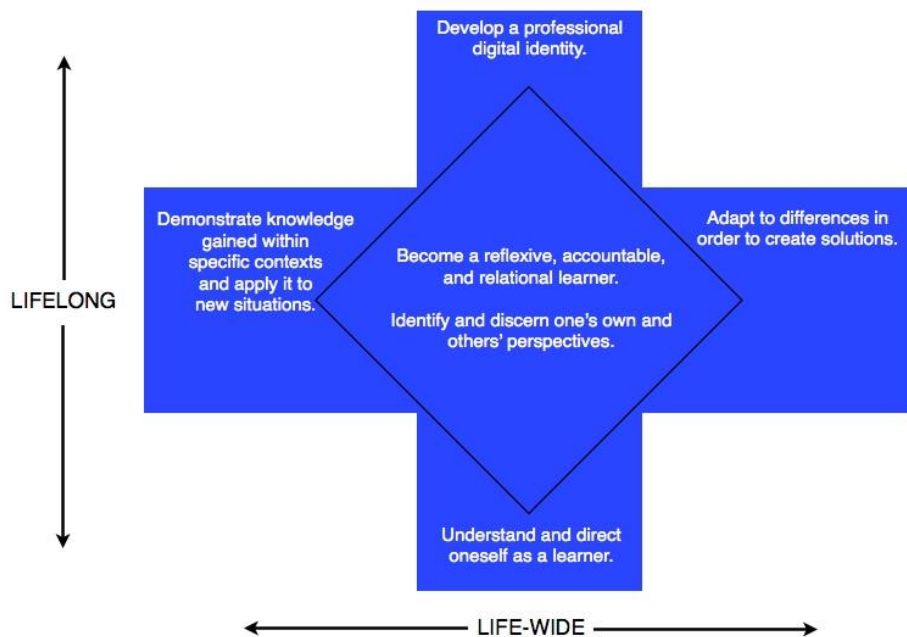 Develop a professional
digital identity.
Demonstrate knowledge
gained within
specific contexts
and apply it to
new situations.
Adapt to differences in
order to create solutions.
Become a reflexive, accountable,
and relational learner.
Identify and discern one's own and
others' perspectives.
LIFELONG
Understand and direct
oneself as a learner.
LIFE-WIDE